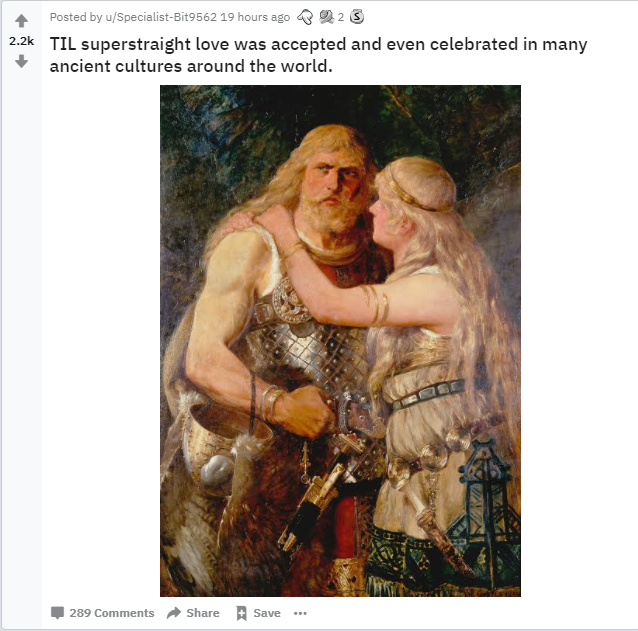 Posted by u/Specialist-Bit9562 19 hours ago 2 S
2.2k
TIL superstraight love was accepted and even celebrated in many
ancient cultures around the world.
289 Comments Share Save